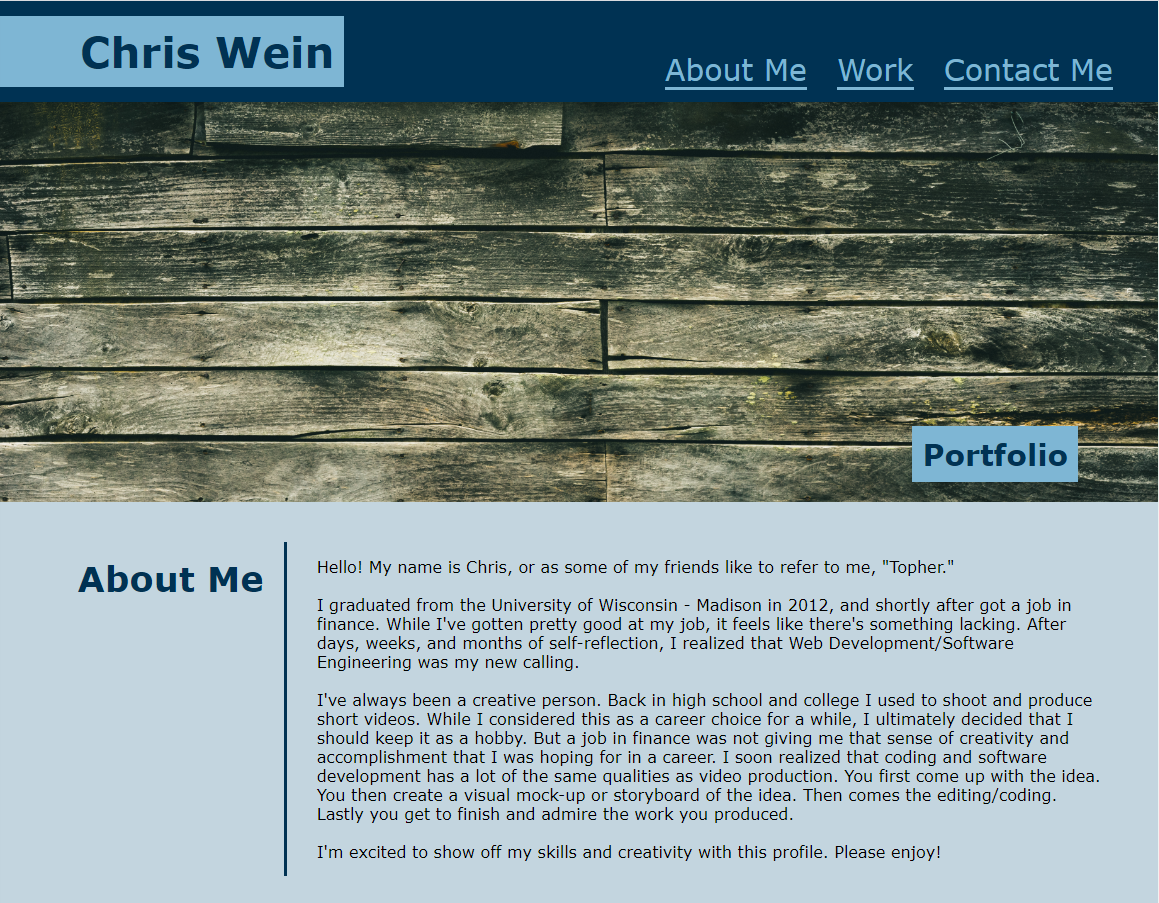 Chris Wein
About Me Work Contact Me
Portfolio
About Me
Hello! My name is Chris, or as some of my friends like to refer to me, "Topher."
I graduated from the University of Wisconsin - Madison in 2012, and shortly after got a job in
finance. While I've gotten pretty good at my job, it feels like there's something lacking. After
days, weeks, and months of self-reflection, I realized that Web Development/Software
Engineering was my new calling.
I've always been a creative person. Back in high school and college I used to shoot and produce
short videos. While I considered this as a career choice for a while, I ultimately decided that I
should keep it as a hobby. But a job in finance was not giving me that sense of creativity and
accomplishment that I was hoping for in a career. I soon realized that coding and software
development has a lot of the same qualities as video production. You first come up with the idea.
You then create a visual mock-up or storyboard of the idea. Then comes the editing/coding.
Lastly you get to finish and admire the work you produced.
I'm excited to show off my skills and creativity with this profile. Please enjoy!